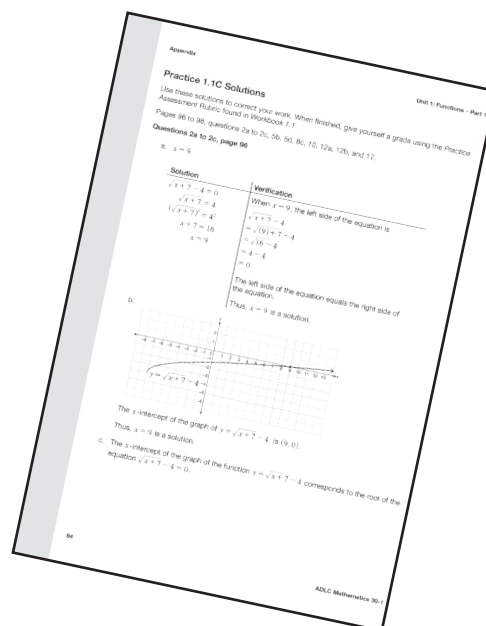 Appendix
Unit 1: Functions – Part 1
Practice 1.1C Solutions
Use these solutions to correct your work. When finished, give yourself a grade using the Practice
Assessment Rubric found in Workbook 1.1
Pages 96 to 98, questions 2a to 2c, 5b, 5d, 8c, 10, 12a, 12b, and 17.
Questions 2a to 2c, page 96
a. x = 9
Solution
√x + 7 − 4 = 0
√x + 7 = 4
(√x + 7)² = 4²
x + 7 = 16
x = 9
Verification
When x = 9, the left side of the equation is
√x + 7 − 4
= √(9) + 7 − 4
= √16 − 4
= 4 − 4
= 0
The left side of the equation equals the right side of
the equation.
Thus, x = 9 is a solution.
b.
y = √x + 7 − 4
The x-intercept of the graph of y = √x + 7 − 4 is (9, 0).
Thus, x = 9 is a solution.
c. The x-intercept of the graph of the function y = √x + 7 − 4 corresponds to the root of the
equation √x + 7 − 4 = 0.
64
ADLC Mathematics 30-1